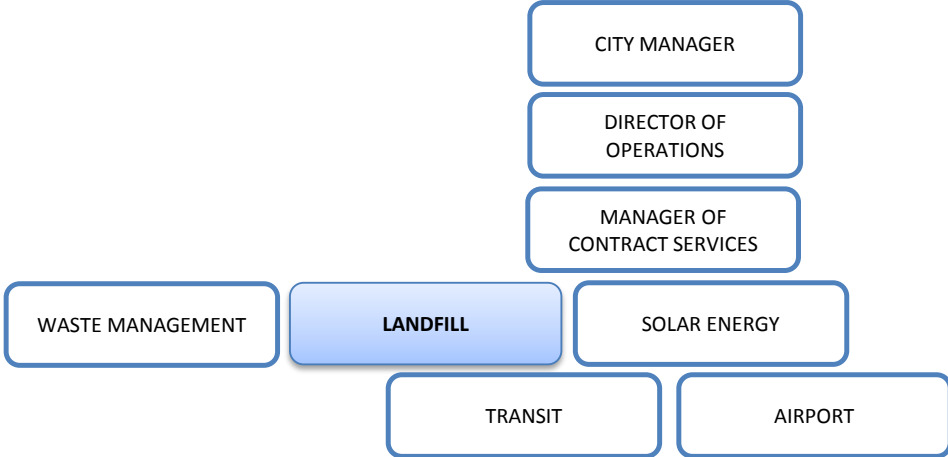 CITY MANAGER
DIRECTOR OF
OPERATIONS
MANAGER OF
CONTRACT SERVICES
WASTE MANAGEMENT
LANDFILL
SOLAR ENERGY
TRANSIT
AIRPORT